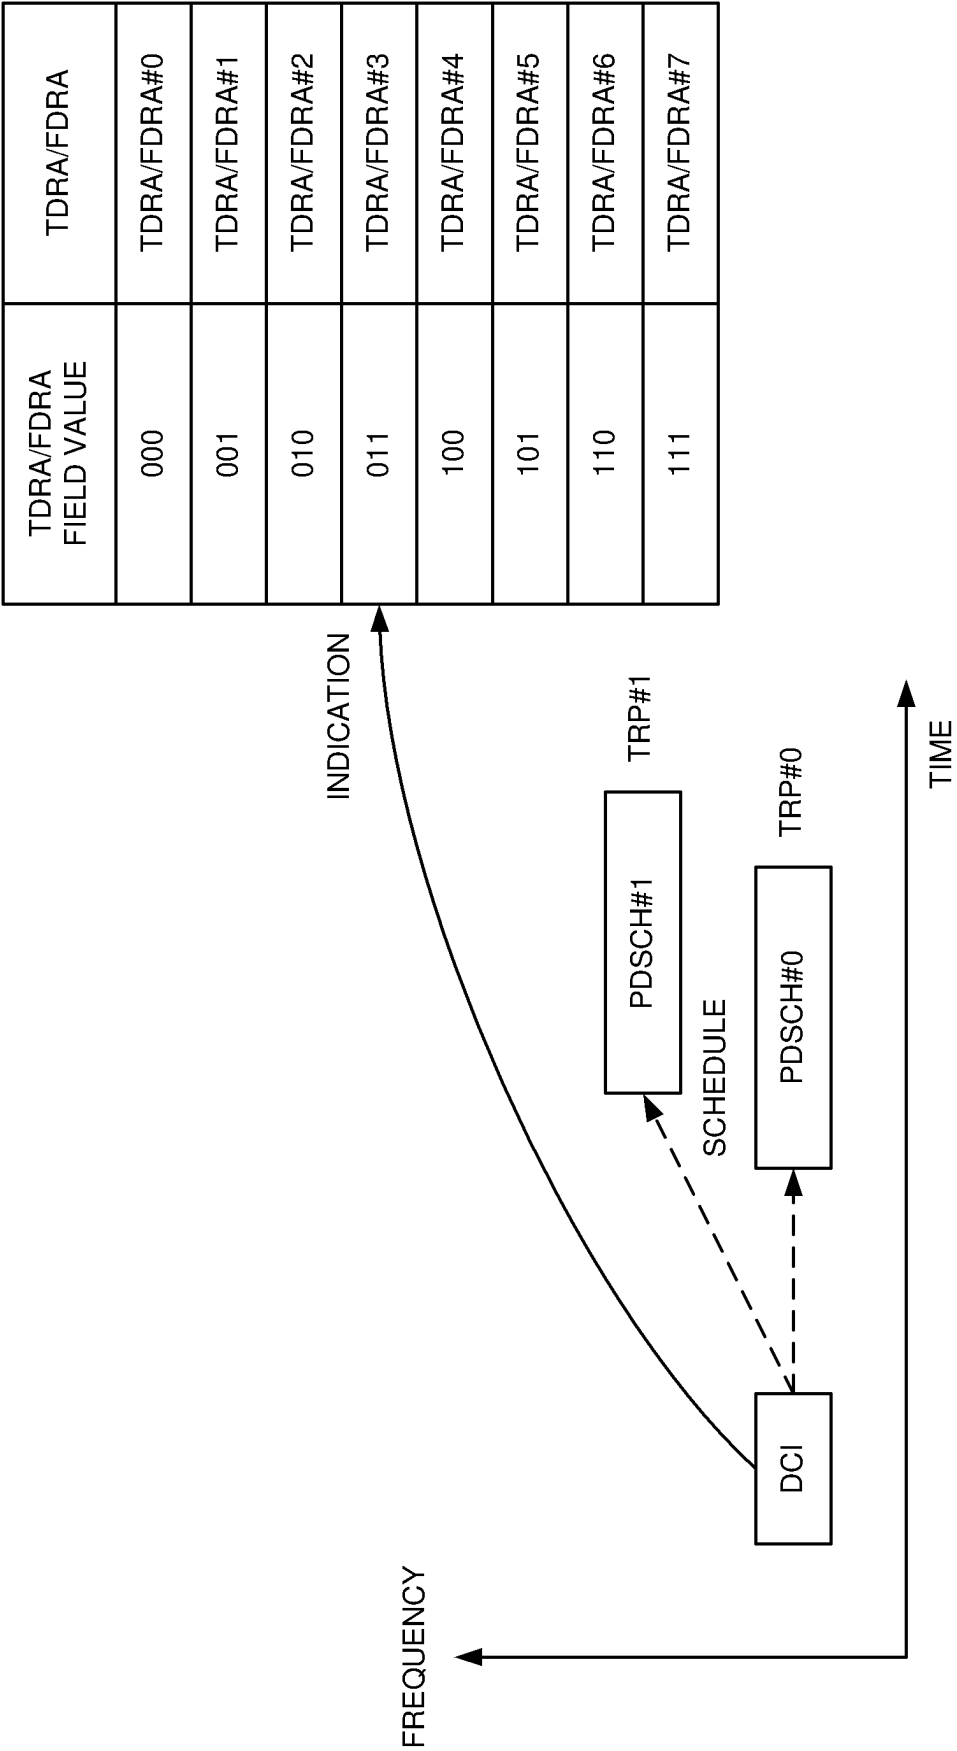 FREQUENCY
DCI
SCHEDULE
PDSCH#1
TRP#1
PDSCH#0
TRP#0
TIME
INDICATION
TDRA/FDRA
FIELD VALUE
TDRA/FDRA
000
TDRA/FDRA#0
001
TDRA/FDRA#1
010
TDRA/FDRA#2
011
TDRA/FDRA#3
100
TDRA/FDRA#4
101
TDRA/FDRA#5
110
TDRA/FDRA#6
111
TDRA/FDRA#7